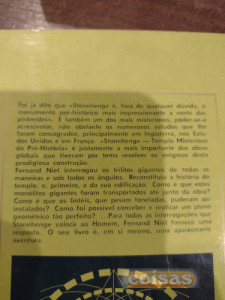 Foi já dito que «Stonehenge é, fora de qualquer dúvida, o
monumento pré-histórico mais impressionante a norte das
pirâmides». É também um dos mais misteriosos, poder-se-á
acrescentar, não obstante os numerosos estudos que lhe
foram consagrados, principalmente em Inglaterra, nos Esta-
dos Unidos e em França. «Stonehenge — Templo Misterioso
da Pré-História» é justamente a mais importante das obras
globais que tiveram por tema resolver os enigmas desta
prodigiosa construção.
Fernand Niel interrogou os trílitos gigantes de todas as
maneiras e sob todos os ângulos. Reconstituiu a história do
templo, e, primeiro, a da sua edificação. Como é que estes
monólitos gigantes foram transportados até junto da obra?
Como é que os lintéis, que pesam toneladas, puderam ser
instalados? Como foi possível conceber e realizar um plano
geométrico tão perfeito? ...Para todas as interrogações que
Stonehenge coloca ao Homem, Fernand Niel fornece uma
resposta. O seu livro é, em si mesmo, uma apaixonante
aventura.
coisas